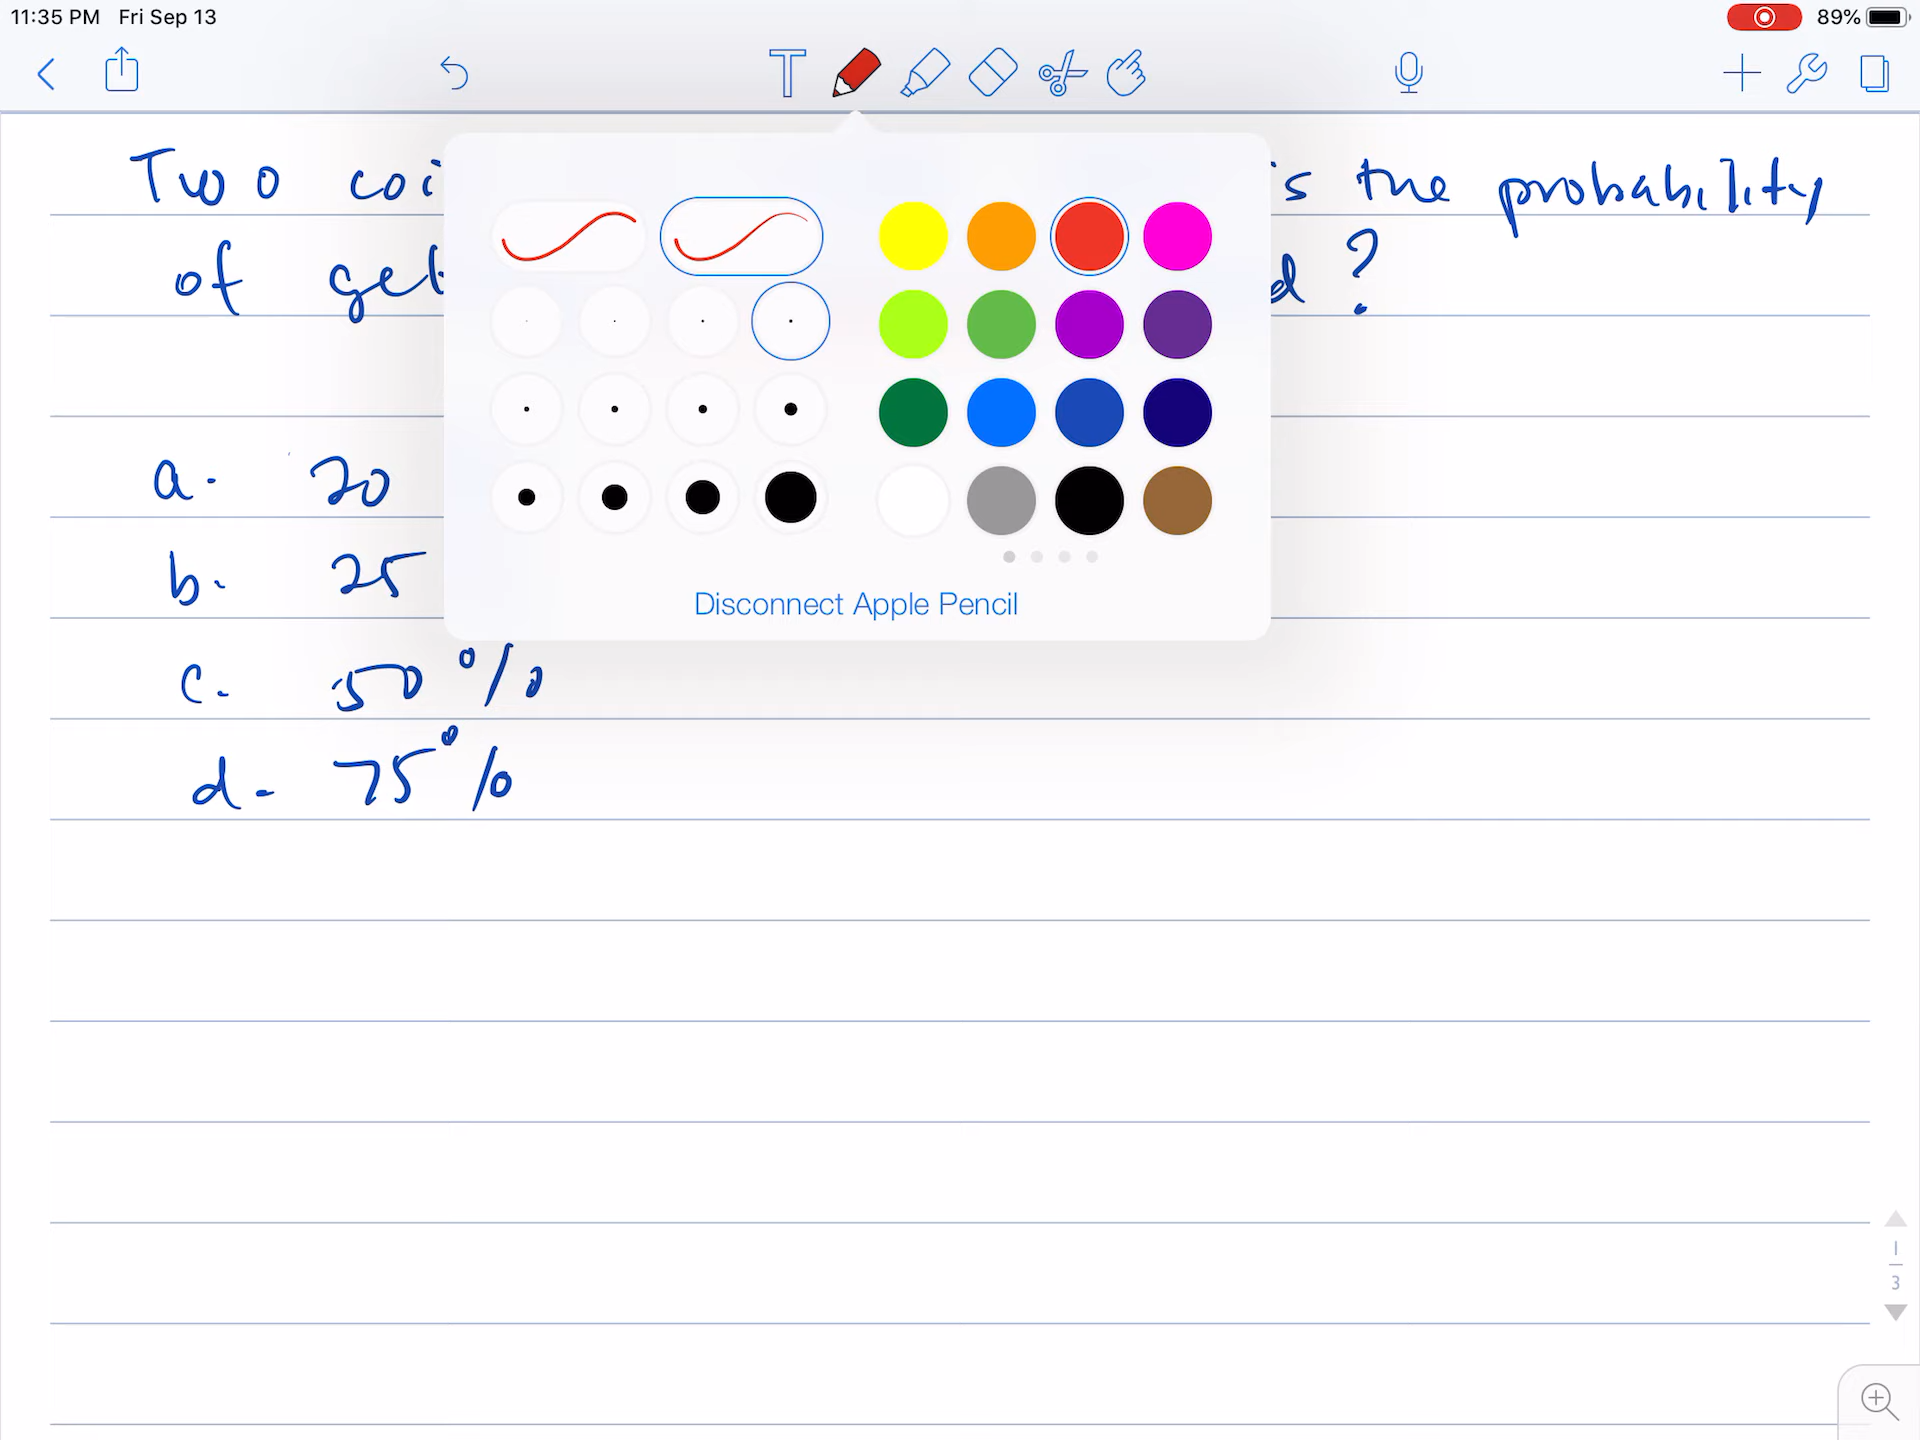 11:35 PM Fri Sep 13 89%
T
Two coi s the probability
of get d ?
a. 20
b. 25
Disconnect Apple Pencil
c. 50%
d. 75%
1
3